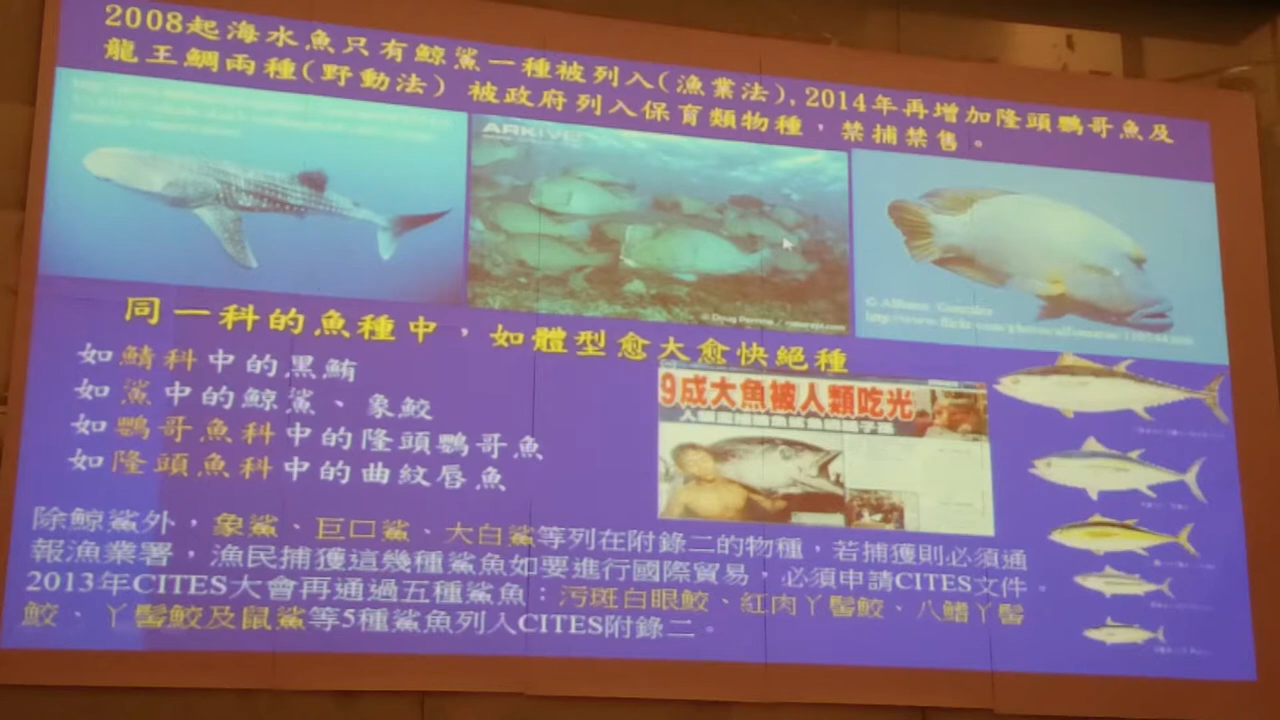 2008起海水魚只有鯨鯊一種被列入(漁業法),2014年再增加隆頭鸚哥魚及
龍王鯛兩種(野動法) 被政府列入保育類物種，禁捕禁售。
ARKIVE
© Doug Perrine / naturepl.com
同一科的魚種中，如體型愈大愈快絕種
如鯖科中的黑鮪
如鯊中的鯨鯊、象鮫
如鸚哥魚科中的隆頭鸚哥魚
如隆頭魚科中的曲紋唇魚
9成大魚被人類吃光
除鯨鯊外，象鯊、巨口鯊、大白鯊等列在附錄二的物種，若捕獲則必須通
報漁業署，漁民捕獲這幾種鯊魚如要進行國際貿易，必須申請CITES文件。
2013年CITES大會再通過五種鯊魚：污斑白眼鮫、紅肉丫髻鮫、八鰭丫髻
鮫、丫髻鮫及鼠鯊等5種鯊魚列入CITES附錄二。